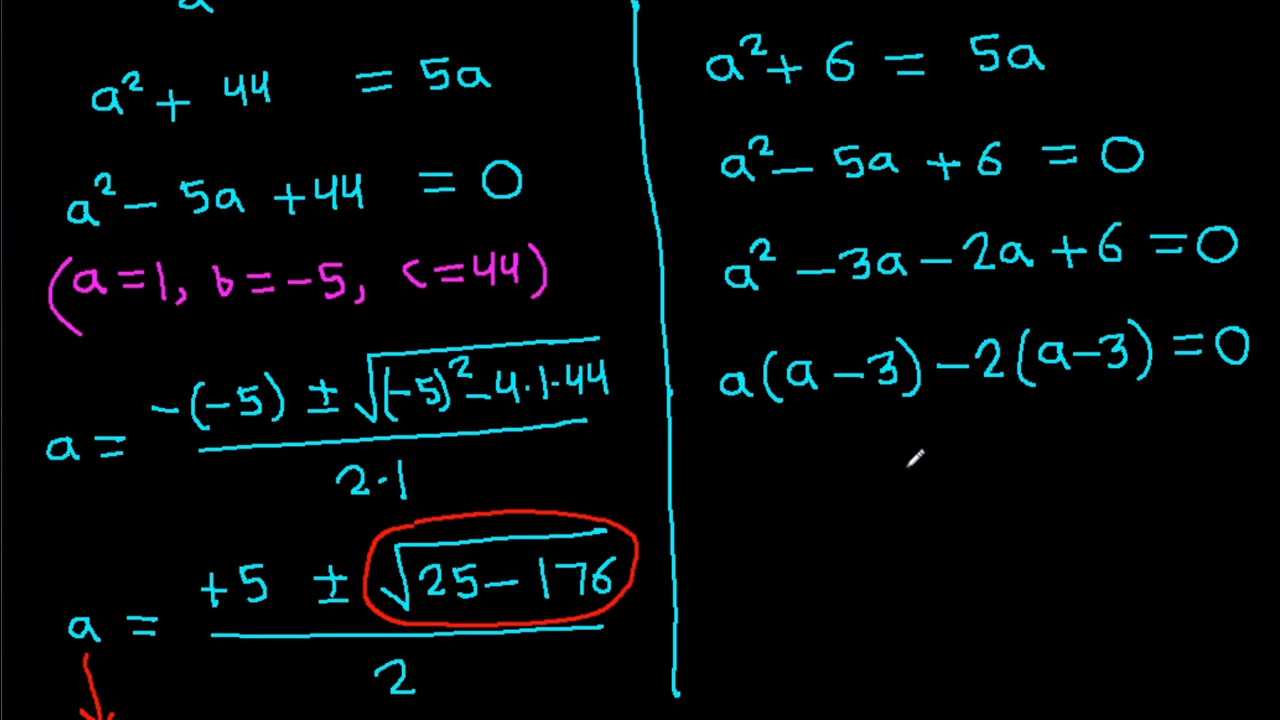 a
a² + 44 = 5a
a² - 5a + 44 = 0
(a=1, b=-5, c=44)
a = (-(-5) ± √((-5)² - 4·1·44)) / (2·1)
a = (+5 ± √(25 - 176)) / 2
a² + 6 = 5a
a² - 5a + 6 = 0
a² - 3a - 2a + 6 = 0
a(a-3) - 2(a-3) = 0